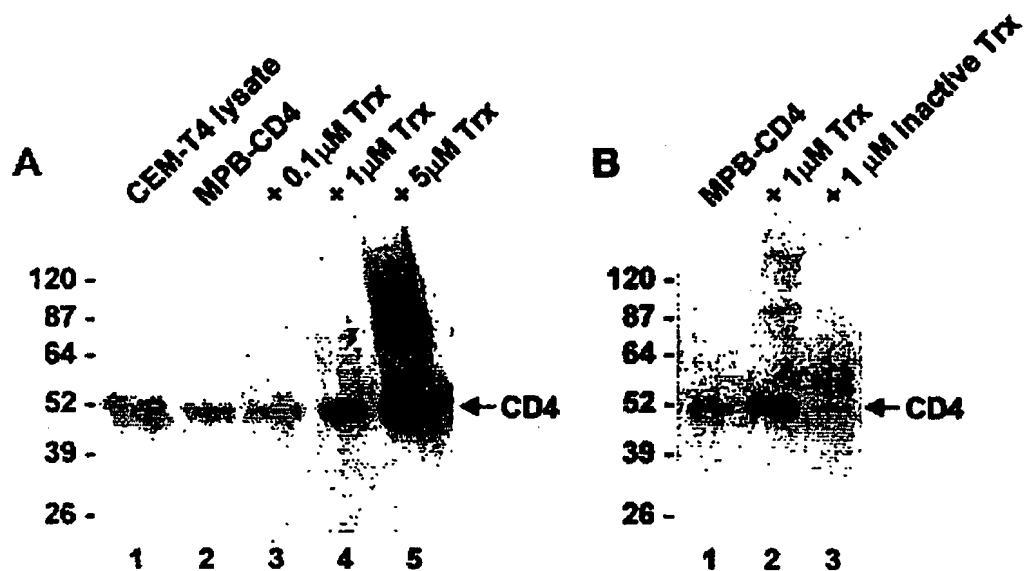 A
CEM-T4 lysate
MPB-CD4
+ 0.1µM Trx
+ 1µM Trx
+ 5µM Trx
120 -
87 -
64 -
52 -
39 -
26 -
←CD4
1 2 3 4 5
B
MPB-CD4
+ 1µM Trx
+ 1 µM Inactive Trx
120 -
87 -
64 -
52 -
39 -
26 -
←CD4
1 2 3